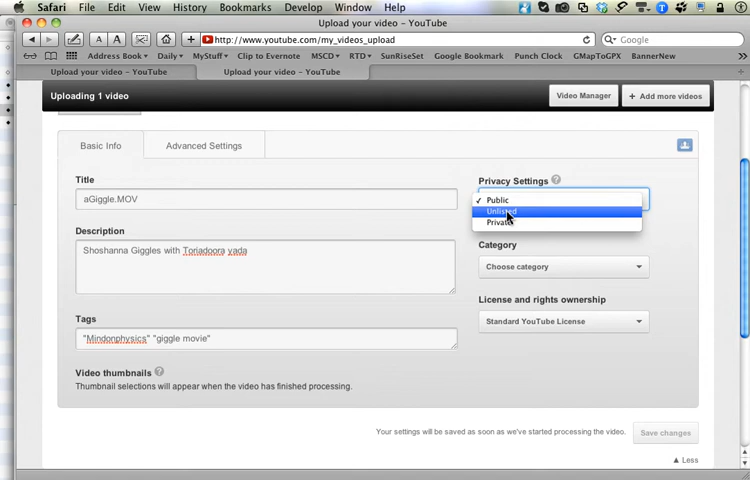 Safari File Edit View History Bookmarks Develop Window Help
Upload your video - YouTube
A A http://www.youtube.com/my_videos_upload Google
Address Book Daily MyStuff Clip to Evernote MSCD RTD SunRiseSet Google Bookmark Punch Clock GMapToGPX BannerNew
Upload your video - YouTube Upload your video - YouTube
Uploading 1 video Video Manager + Add more videos
Basic Info Advanced Settings
Title Privacy Settings ?
aGiggle.MOV ✓ Public
Unlisted
Description Private
Shoshanna Giggles with Toriadoora yada Category
Choose category
License and rights ownership
Tags Standard YouTube License
"Mindonphysics" "giggle movie"
Video thumbnails ?
Thumbnail selections will appear when the video has finished processing.
Your settings will be saved as soon as we've started processing the video. Save changes
▲ Less